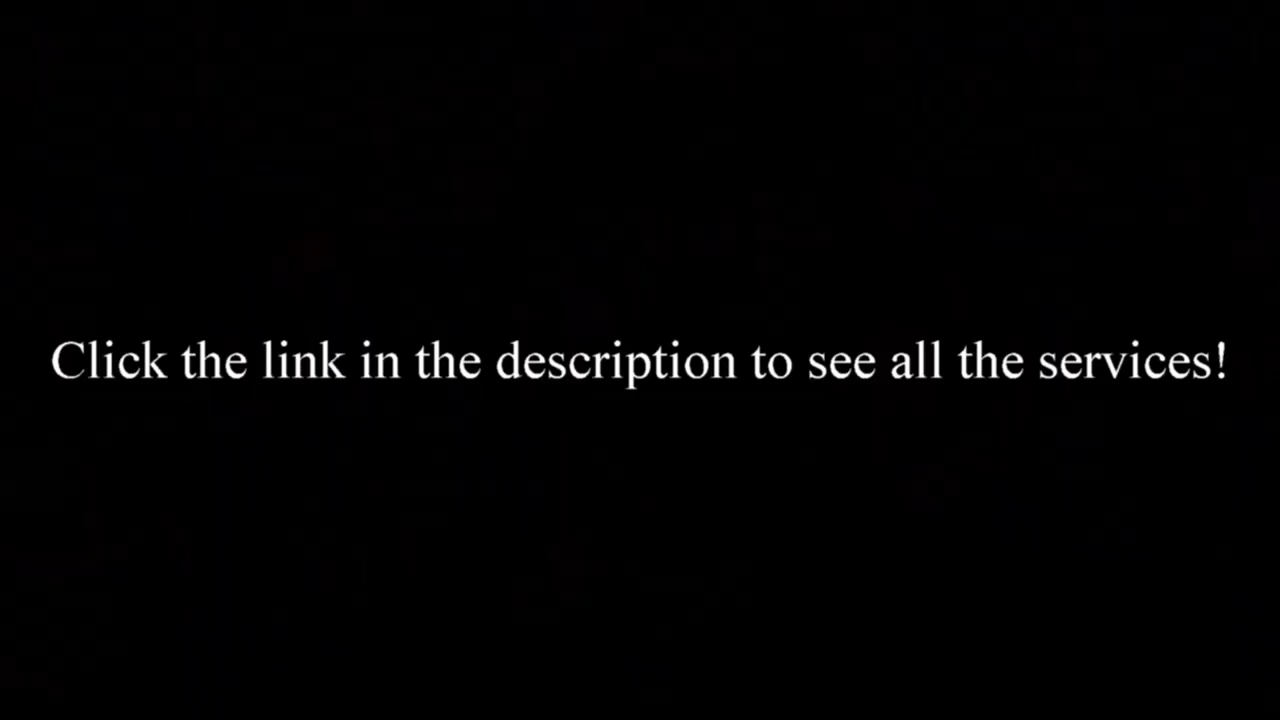 Click the link in the description to see all the services!